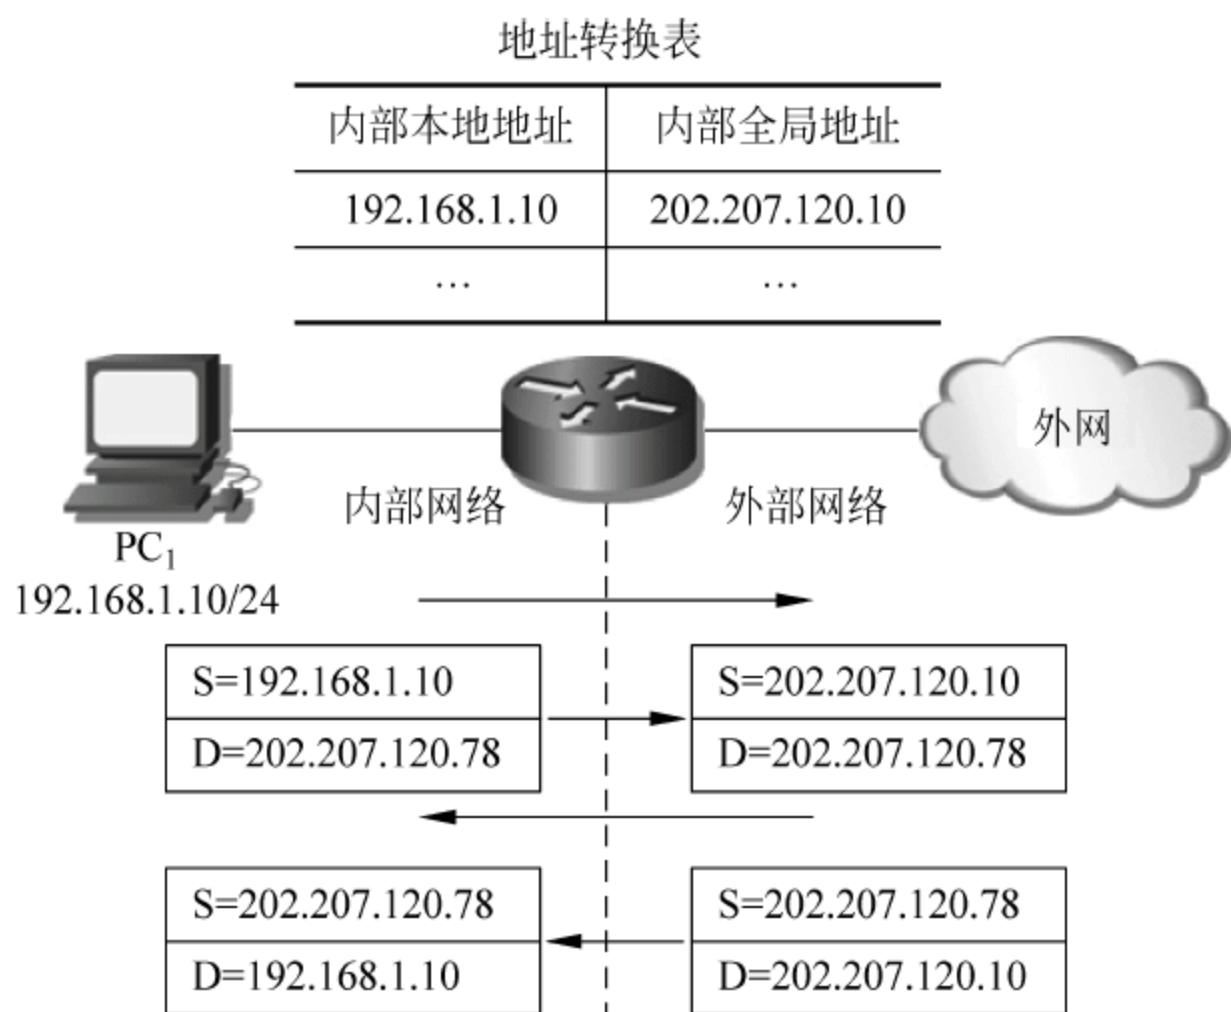 地址转换表
内部本地地址 内部全局地址
192.168.1.10 202.207.120.10
… …
外网
内部网络 外部网络
PC1
192.168.1.10/24
S=192.168.1.10 S=202.207.120.10
D=202.207.120.78 D=202.207.120.78
S=202.207.120.78 S=202.207.120.78
D=192.168.1.10 D=202.207.120.10